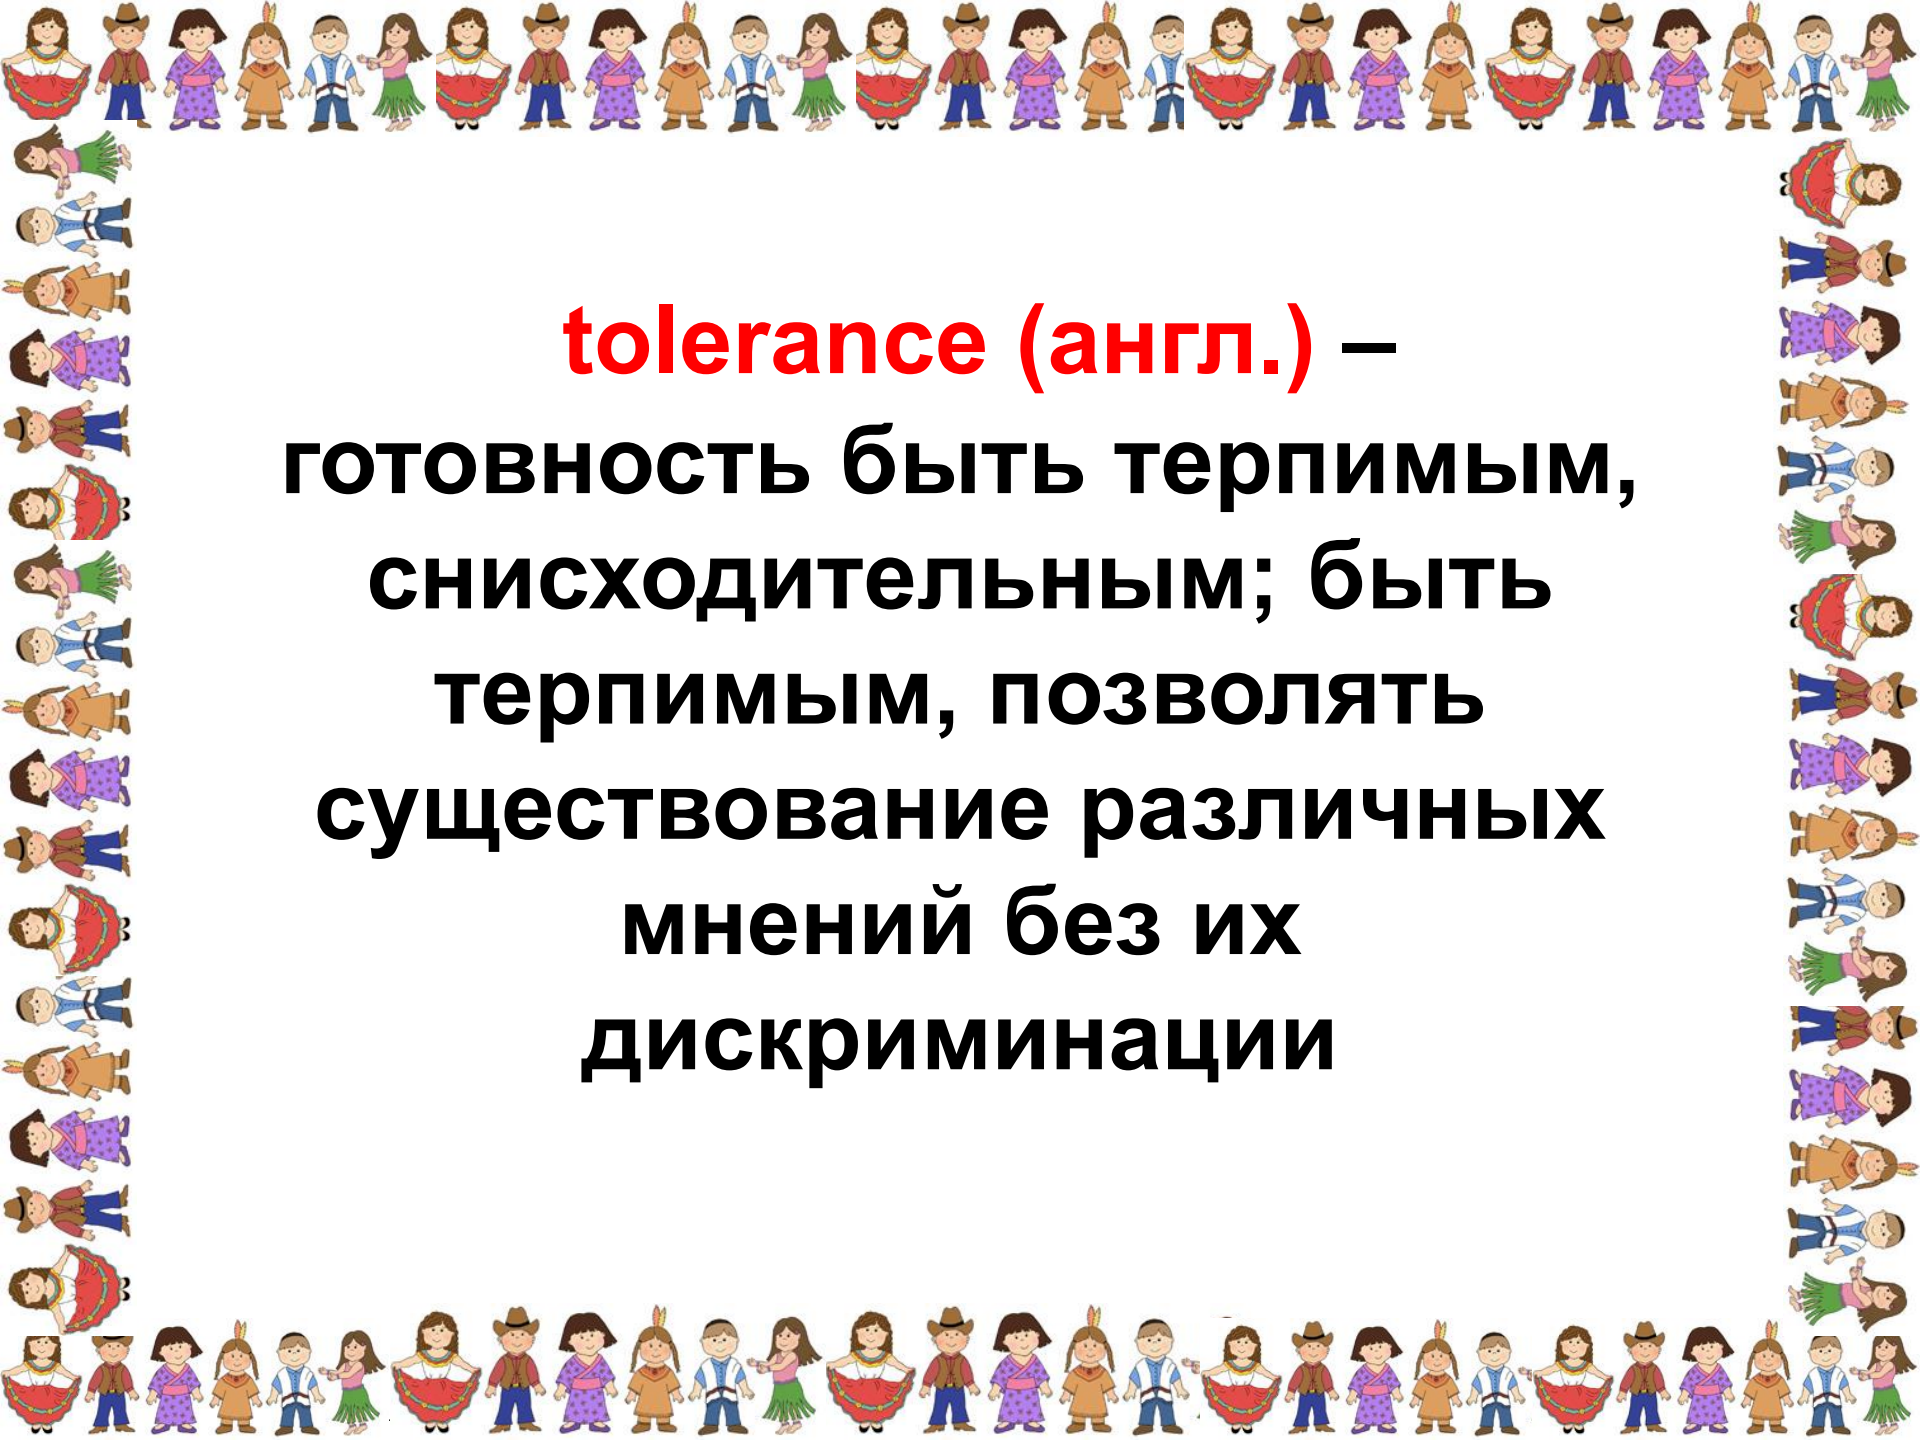 tolerance (англ.) –
готовность быть терпимым,
снисходительным; быть
терпимым, позволять
существование различных
мнений без их
дискриминации